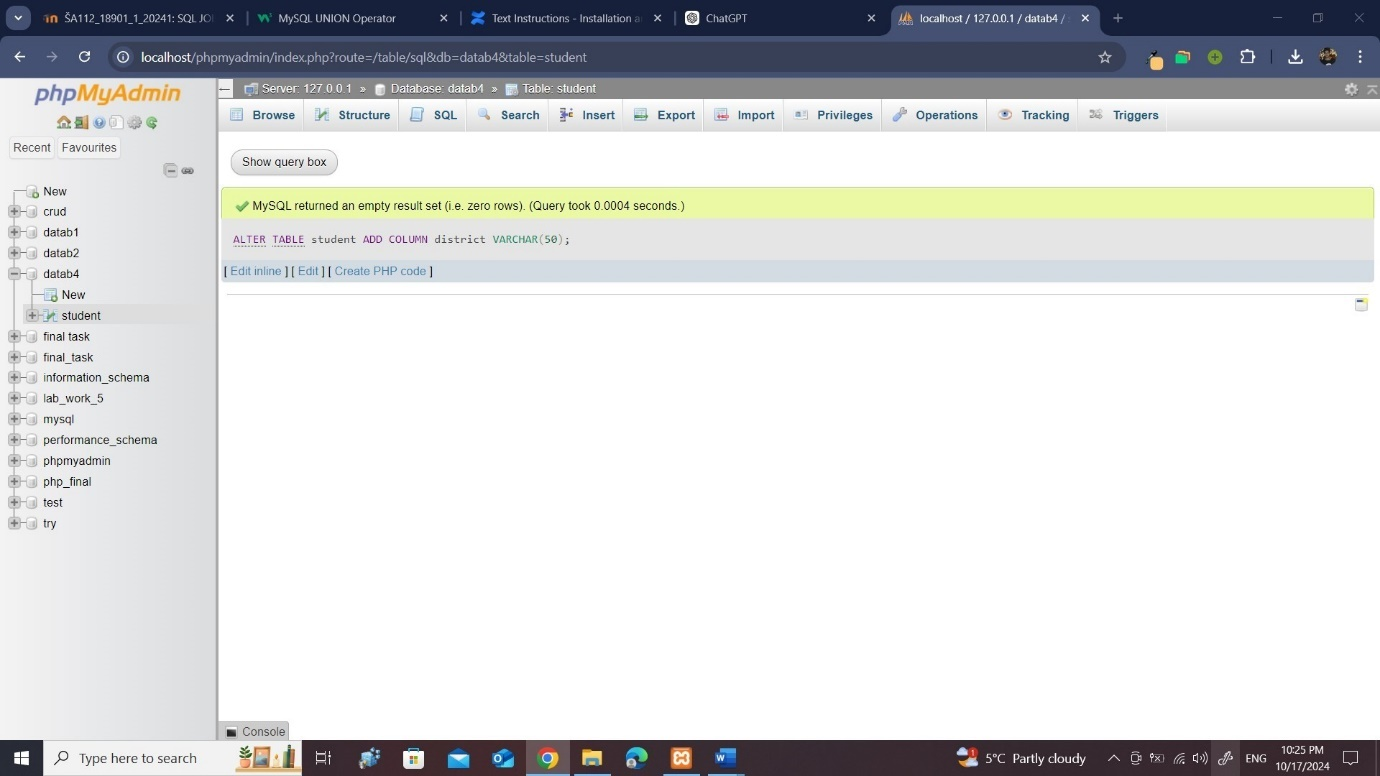 ŠA112_18901_1_20241: SQL JO
MySQL UNION Operator
Text Instructions - Installation a
ChatGPT
localhost / 127.0.0.1 / datab4 /
localhost/phpmyadmin/index.php?route=/table/sql&db=datab4&table=student
phpMyAdmin
Recent
Favourites
New
crud
datab1
datab2
datab4
New
student
final task
final_task
information_schema
lab_work_5
mysql
performance_schema
phpmyadmin
php_final
test
try
Server: 127.0.0.1 » Database: datab4 » Table: student
Browse Structure SQL Search Insert Export Import Privileges Operations Tracking Triggers
Show query box
MySQL returned an empty result set (i.e. zero rows). (Query took 0.0004 seconds.)
ALTER TABLE student ADD COLUMN district VARCHAR(50);
[ Edit inline ] [ Edit ] [ Create PHP code ]
Console
Type here to search
5°C Partly cloudy
ENG
10:25 PM
10/17/2024